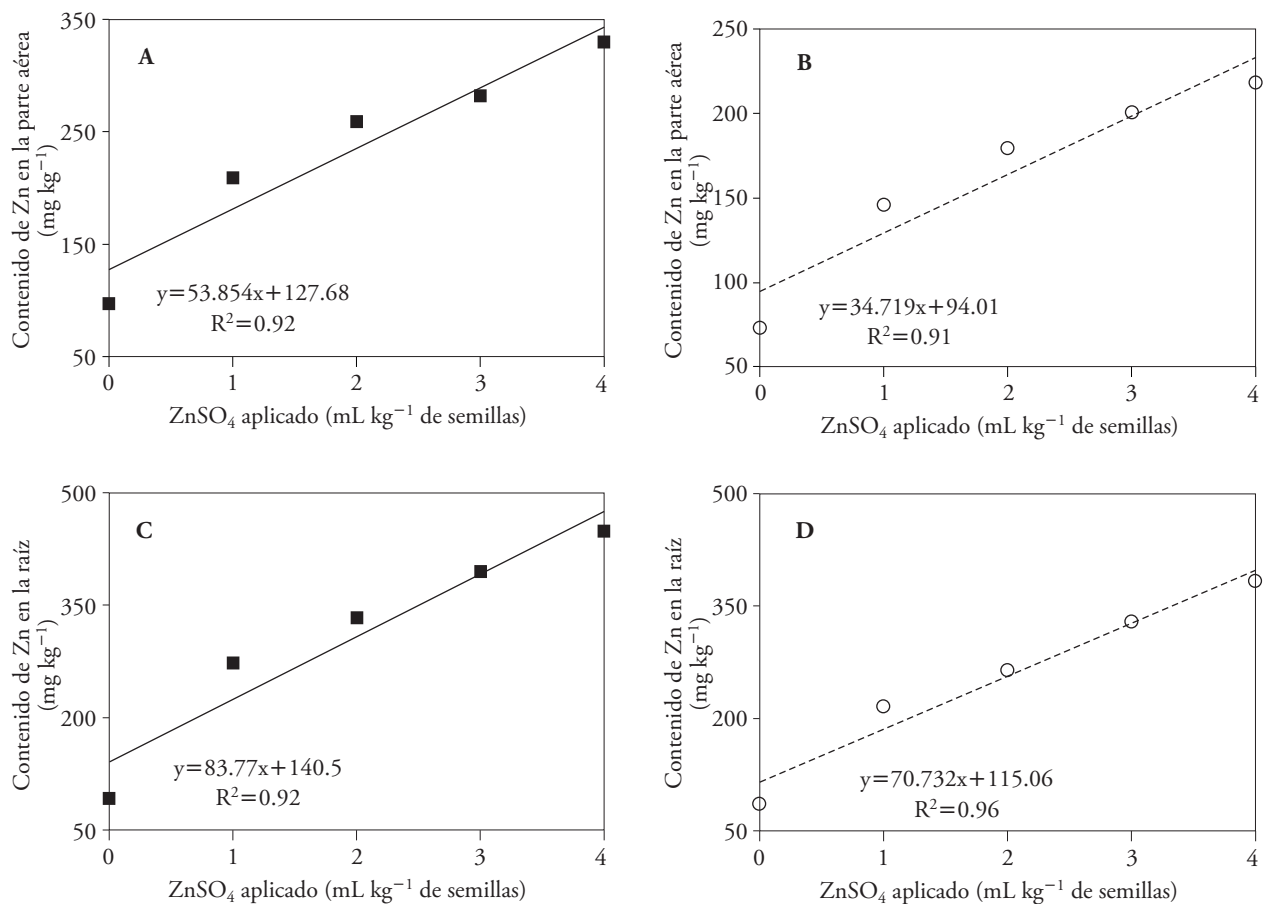 Contenido de Zn en la parte aérea
(mg kg⁻¹)
350
250
150
50
A
y=53.854x+127.68
R²=0.92
0 1 2 3 4
ZnSO₄ aplicado (mL kg⁻¹ de semillas)
Contenido de Zn en la parte aérea
(mg kg⁻¹)
250
200
150
100
50
B
y=34.719x+94.01
R²=0.91
0 1 2 3 4
ZnSO₄ aplicado (mL kg⁻¹ de semillas)
Contenido de Zn en la raíz
(mg kg⁻¹)
500
350
200
50
C
y=83.77x+140.5
R²=0.92
0 1 2 3 4
ZnSO₄ aplicado (mL kg⁻¹ de semillas)
Contenido de Zn en la raíz
(mg kg⁻¹)
500
350
200
50
D
y=70.732x+115.06
R²=0.96
0 1 2 3 4
ZnSO₄ aplicado (mL kg⁻¹ de semillas)